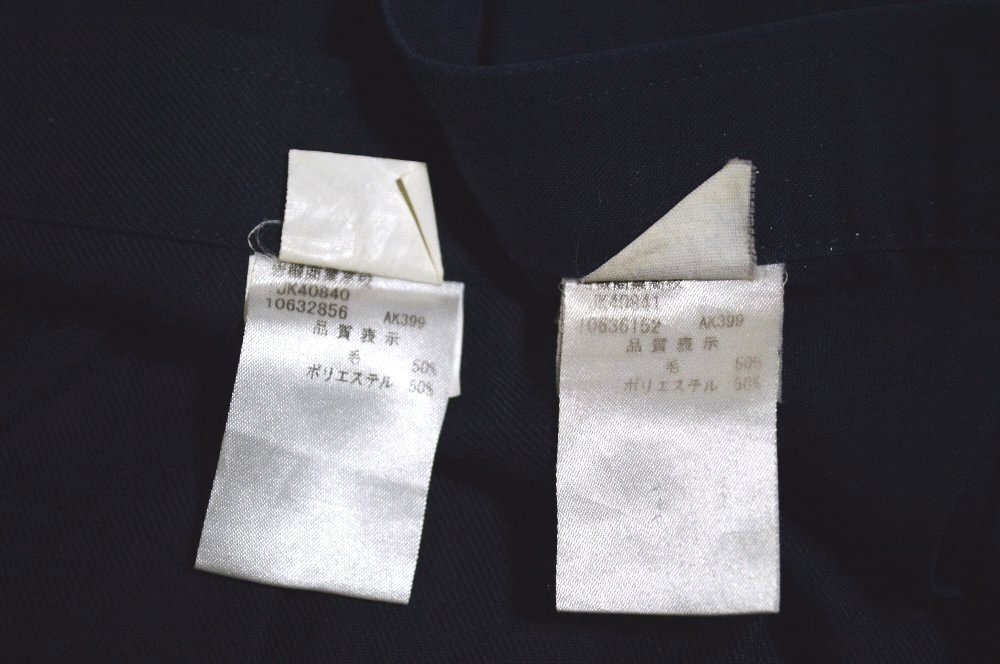 JK40840
10632856 AK399
品質表示
毛 50%
ポリエステル 50%
JK40841
10636152 AK399
品質表示
毛 50%
ポリエステル 50%